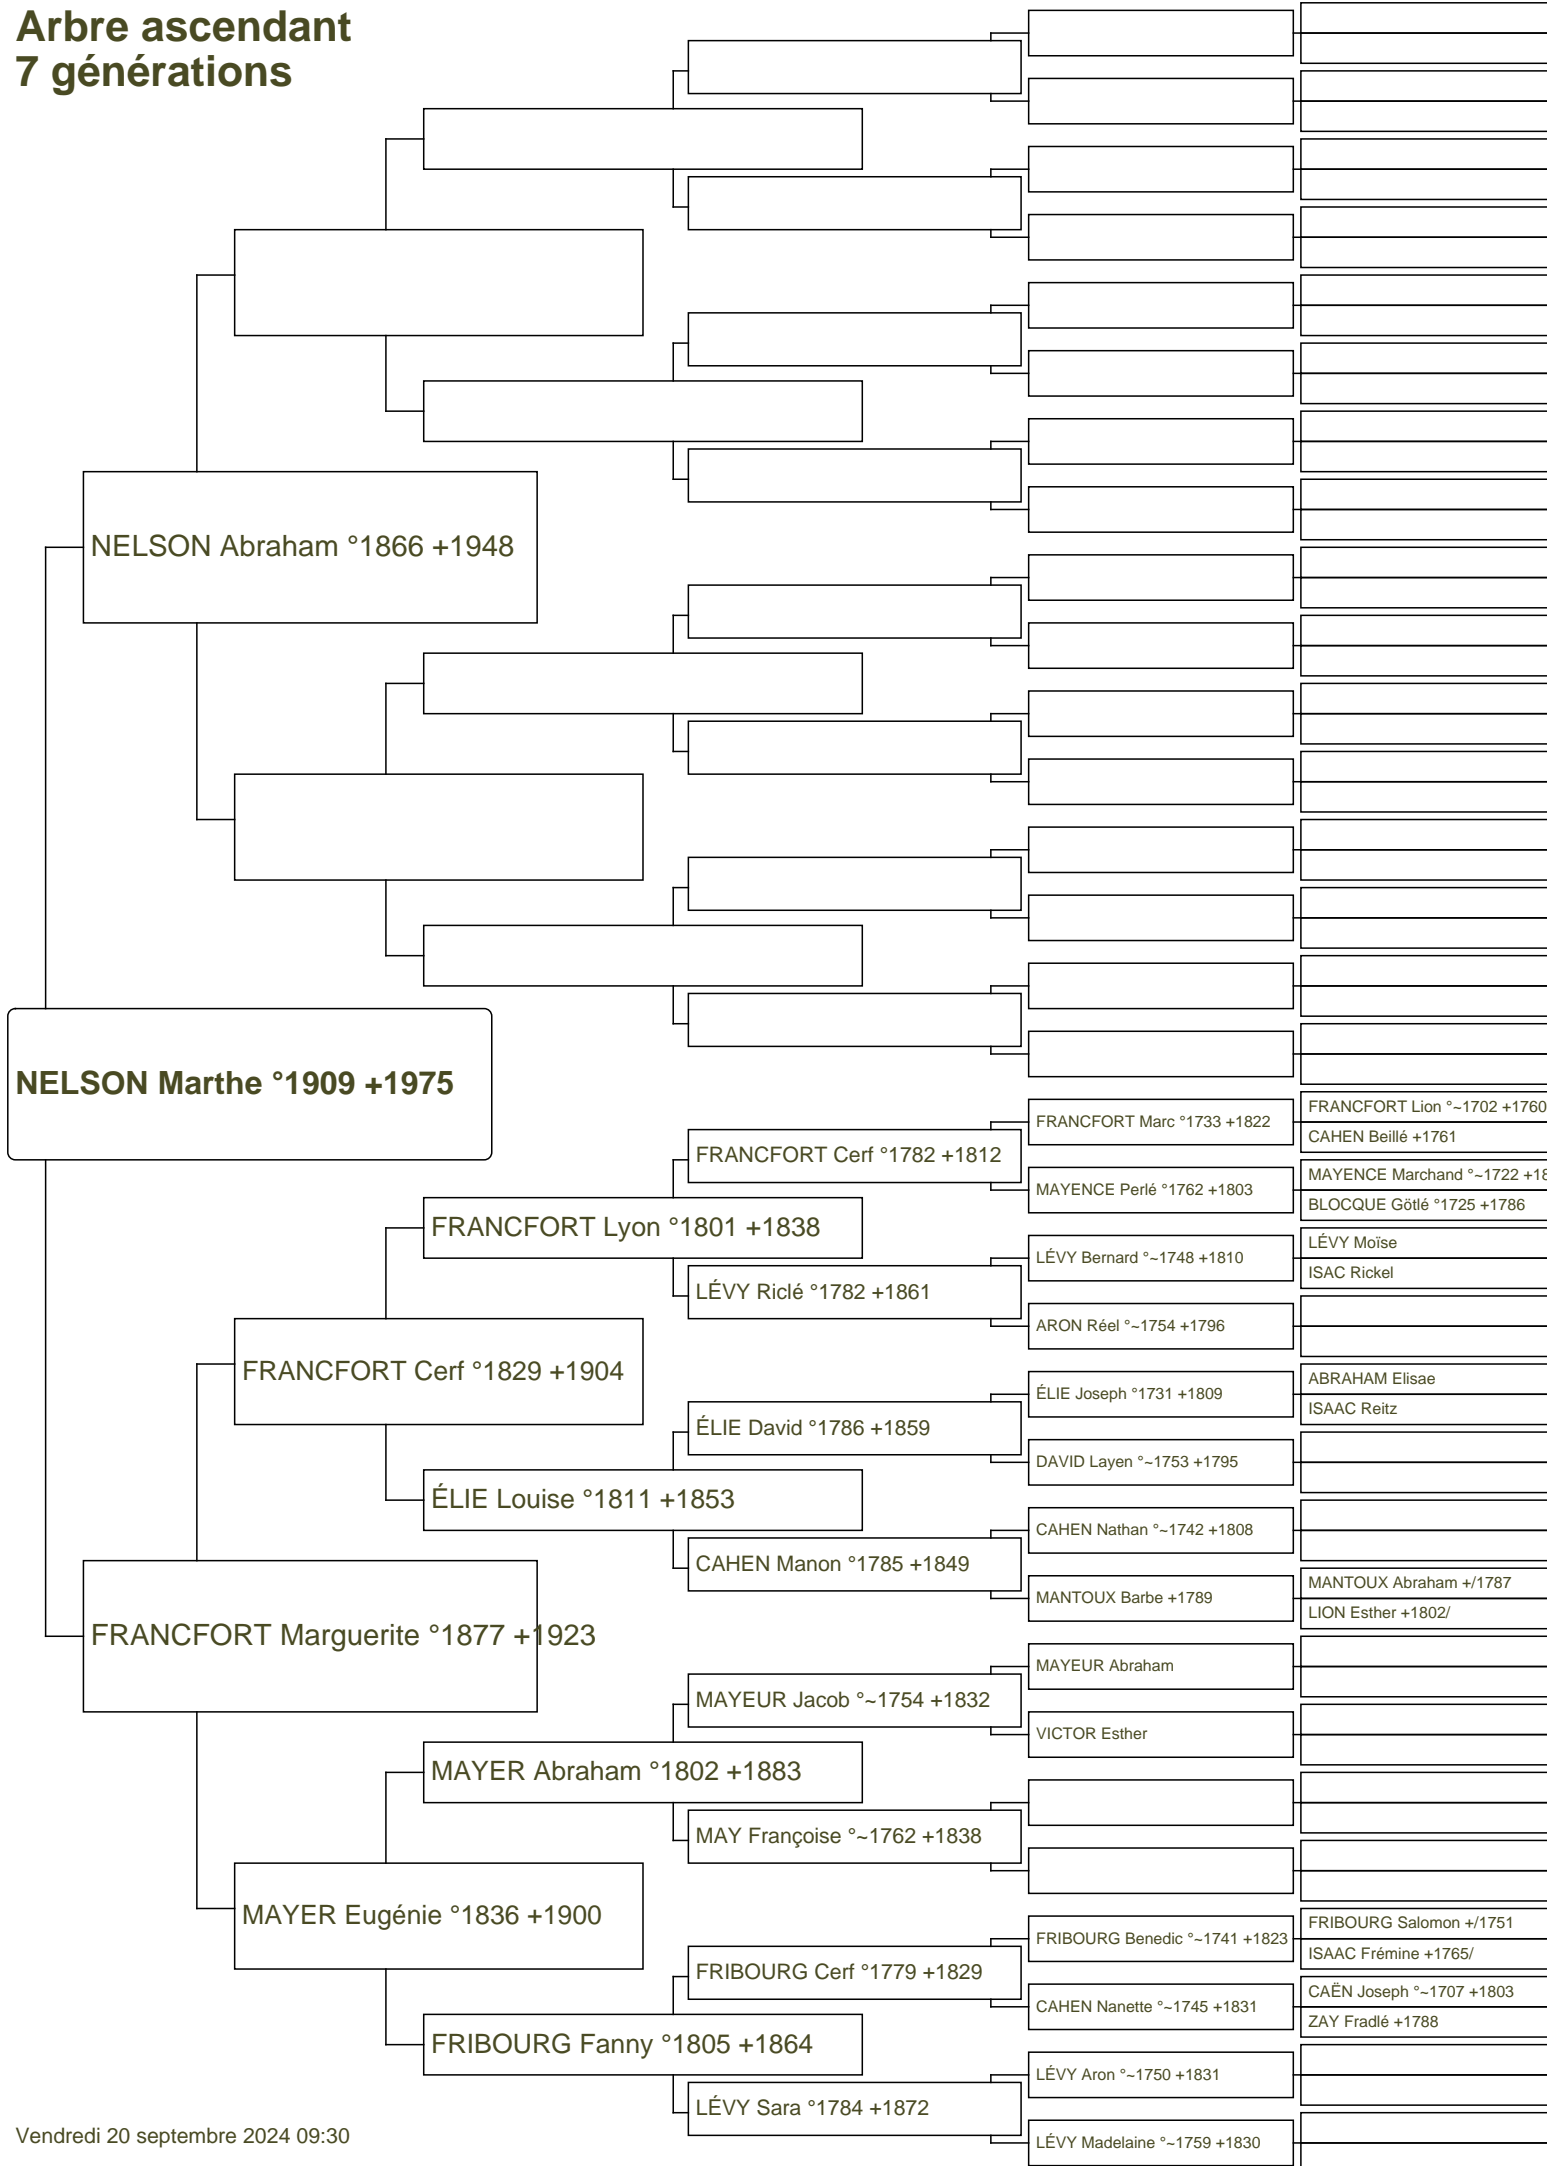 Arbre ascendant
7 générations
NELSON Abraham °1866 +1948
NELSON Marthe °1909 +1975
FRANCFORT Lion °~1702 +1760
FRANCFORT Marc °1733 +1822
CAHEN Beillé +1761
FRANCFORT Cerf °1782 +1812
MAYENCE Marchand °~1722 +18
MAYENCE Perlé °1762 +1803
BLOCQUE Götlé °1725 +1786
FRANCFORT Lyon °1801 +1838
LÉVY Moïse
LÉVY Bernard °~1748 +1810
ISAC Rickel
LÉVY Riclé °1782 +1861
ARON Réel °~1754 +1796
FRANCFORT Cerf °1829 +1904
ABRAHAM Elisae
ÉLIE Joseph °1731 +1809
ISAAC Reitz
ÉLIE David °1786 +1859
DAVID Layen °~1753 +1795
ÉLIE Louise °1811 +1853
CAHEN Nathan °~1742 +1808
CAHEN Manon °1785 +1849
MANTOUX Abraham +/1787
MANTOUX Barbe +1789
LION Esther +1802/
FRANCFORT Marguerite °1877 +1923
MAYEUR Abraham
MAYEUR Jacob °~1754 +1832
VICTOR Esther
MAYER Abraham °1802 +1883
MAY Françoise °~1762 +1838
MAYER Eugénie °1836 +1900
FRIBOURG Salomon +/1751
FRIBOURG Benedic °~1741 +1823
ISAAC Frémine +1765/
FRIBOURG Cerf °1779 +1829
CAËN Joseph °~1707 +1803
CAHEN Nanette °~1745 +1831
ZAY Fradlé +1788
FRIBOURG Fanny °1805 +1864
LÉVY Aron °~1750 +1831
LÉVY Sara °1784 +1872
LÉVY Madelaine °~1759 +1830
Vendredi 20 septembre 2024 09:30